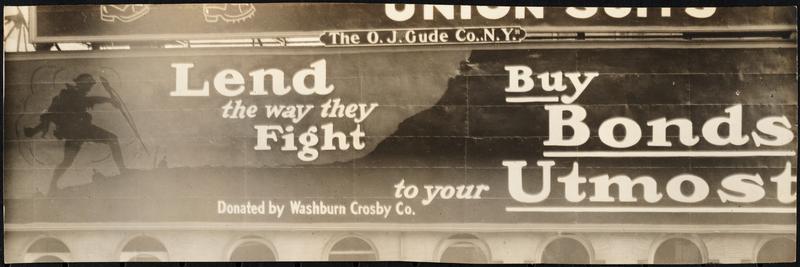 UNION SUITS
The O. J. Gude Co., N.Y.
Lend
the way they
Fight
Buy
Bonds
to your Utmost
Donated by Washburn Crosby Co.